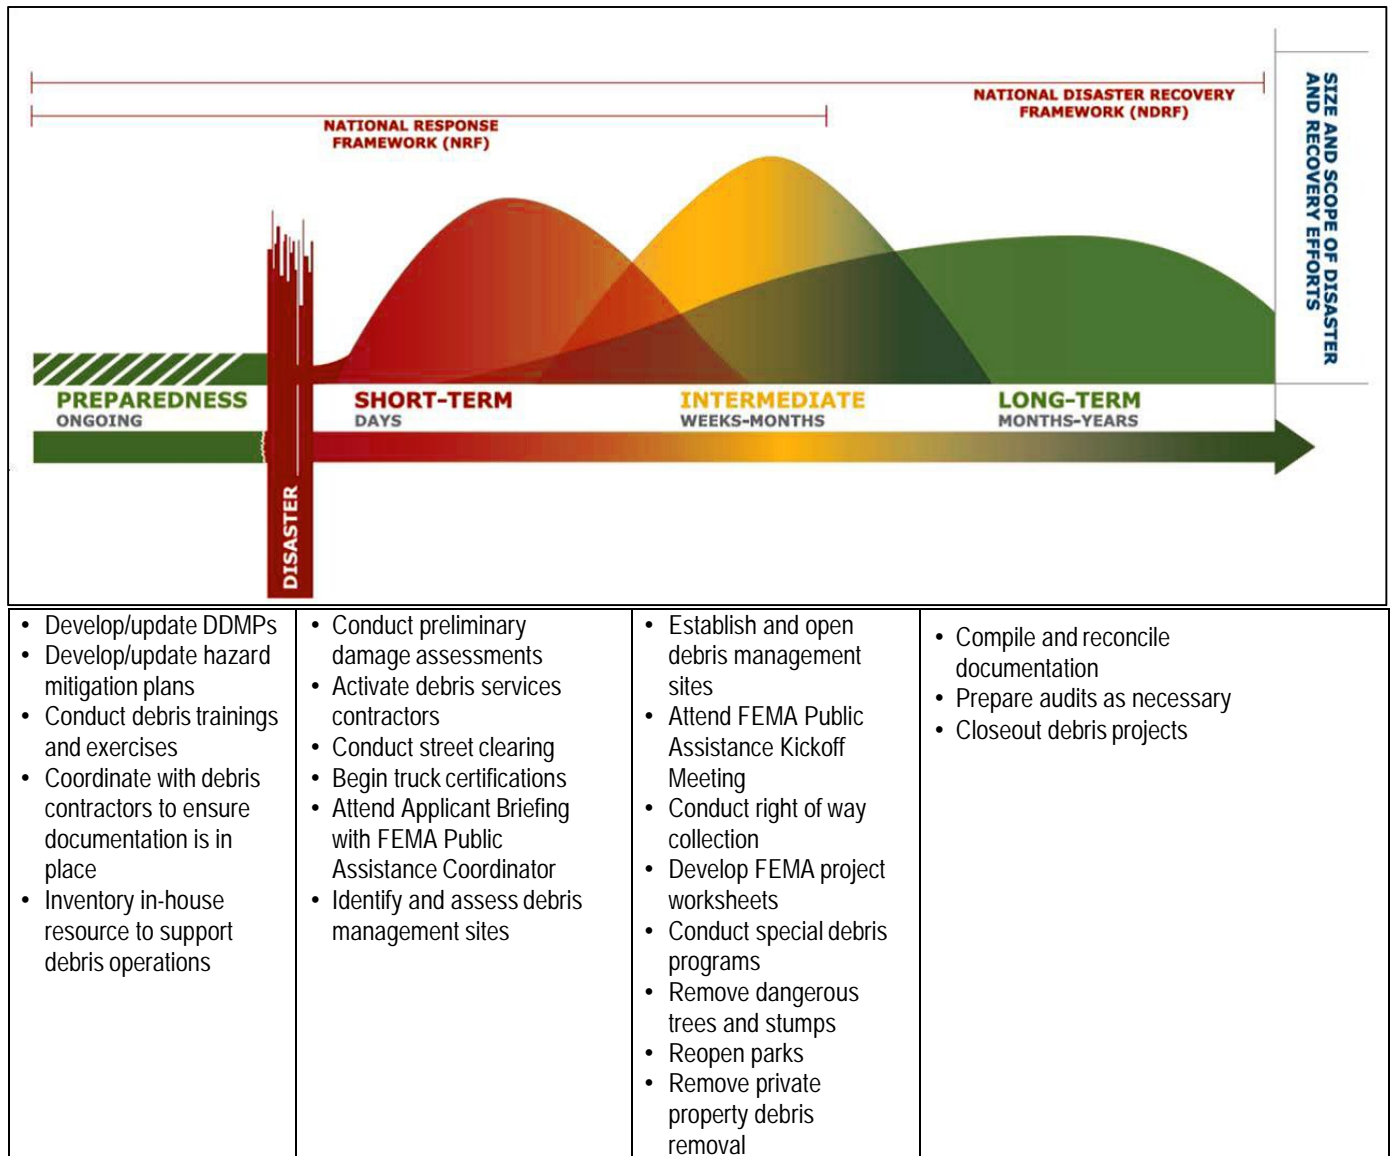 NATIONAL DISASTER RECOVERY
FRAMEWORK (NDRF)
NATIONAL RESPONSE
FRAMEWORK (NRF)
SIZE AND SCOPE OF DISASTER
AND RECOVERY EFFORTS
PREPAREDNESS
ONGOING
SHORT-TERM
DAYS
INTERMEDIATE
WEEKS-MONTHS
LONG-TERM
MONTHS-YEARS
DISASTER
• Develop/update DDMPs
• Develop/update hazard
mitigation plans
• Conduct debris trainings
and exercises
• Coordinate with debris
contractors to ensure
documentation is in
place
• Inventory in-house
resource to support
debris operations
• Conduct preliminary
damage assessments
• Activate debris services
contractors
• Conduct street clearing
• Begin truck certifications
• Attend Applicant Briefing
with FEMA Public
Assistance Coordinator
• Identify and assess debris
management sites
• Establish and open
debris management
sites
• Attend FEMA Public
Assistance Kickoff
Meeting
• Conduct right of way
collection
• Develop FEMA project
worksheets
• Conduct special debris
programs
• Remove dangerous
trees and stumps
• Reopen parks
• Remove private
property debris
removal
• Compile and reconcile
documentation
• Prepare audits as necessary
• Closeout debris projects